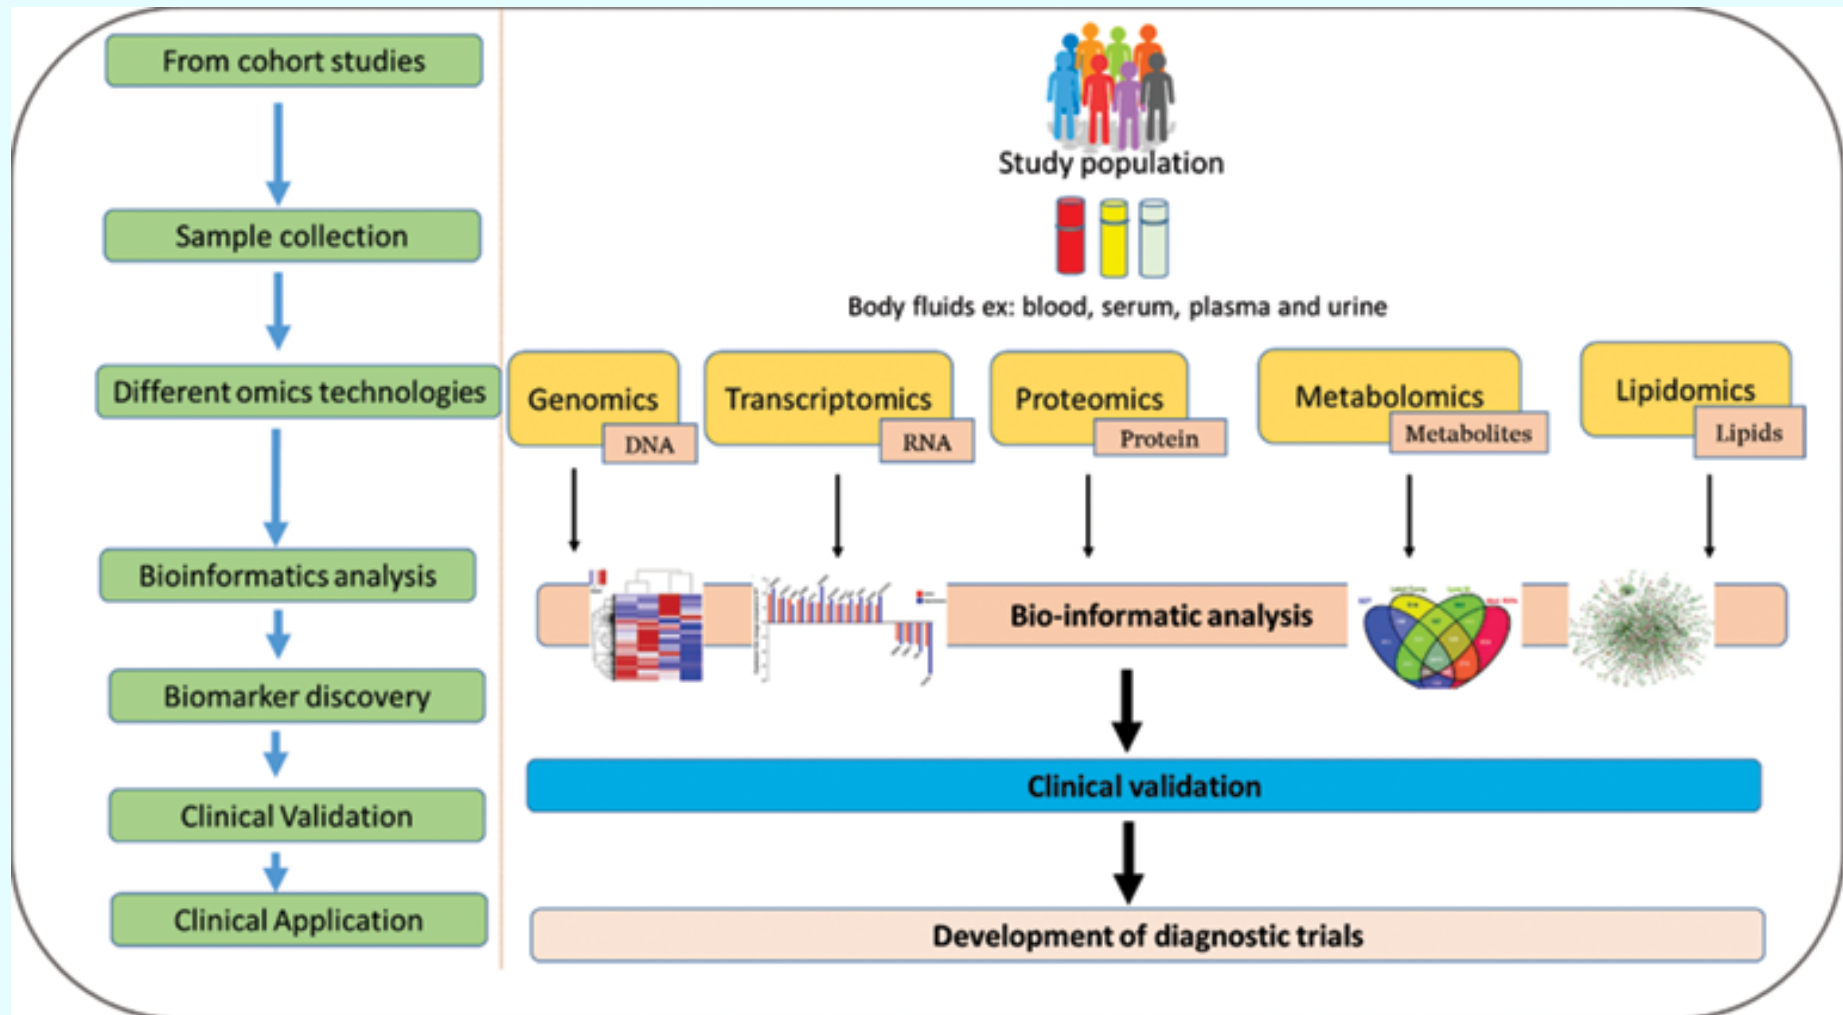 From cohort studies
Sample collection
Different omics technologies
Bioinformatics analysis
Biomarker discovery
Clinical Validation
Clinical Application
Study population
Body fluids ex: blood, serum, plasma and urine
Genomics
DNA
Transcriptomics
RNA
Proteomics
Protein
Metabolomics
Metabolites
Lipidomics
Lipids
Bio-informatic analysis
Clinical validation
Development of diagnostic trials